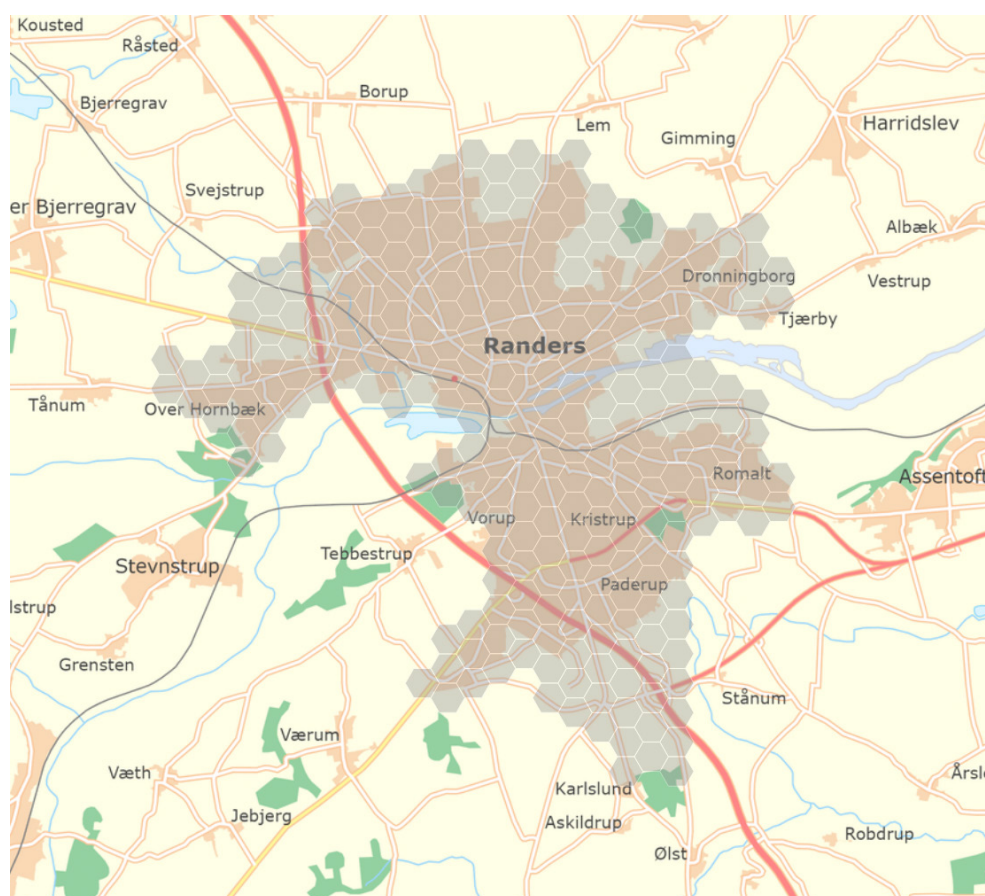 Kousted
Råsted
Borup
Bjerregrav
Lem
Harridslev
Gimming
Svejstrup
er Bjerregrav
Albæk
Dronningborg
Vestrup
Tjærby
Randers
Tånum
Over Hornbæk
Romalt
Assentoft
Vorup
Kristrup
Tebbestrup
Stevnstrup
Paderup
lstrup
Grensten
Stånum
Værum
Væth
Årsle
Karlslund
Jebjerg
Askildrup
Robdrup
Ølst